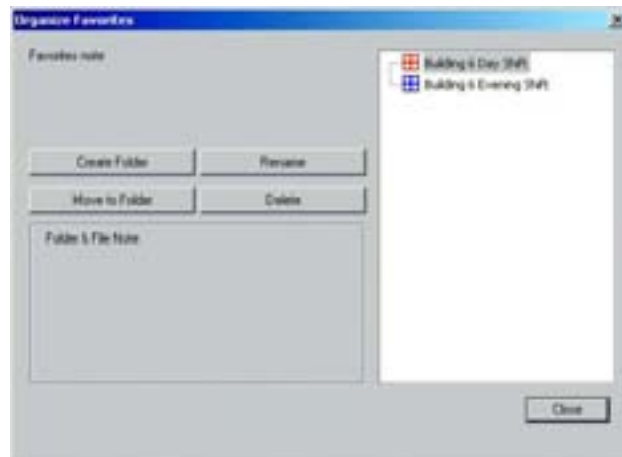 Organize Favorites
Favorites note
Building 6 Day Shift
Building 6 Evening Shift
Create Folder
Rename
Move to Folder
Delete
Folder & File Note
Close